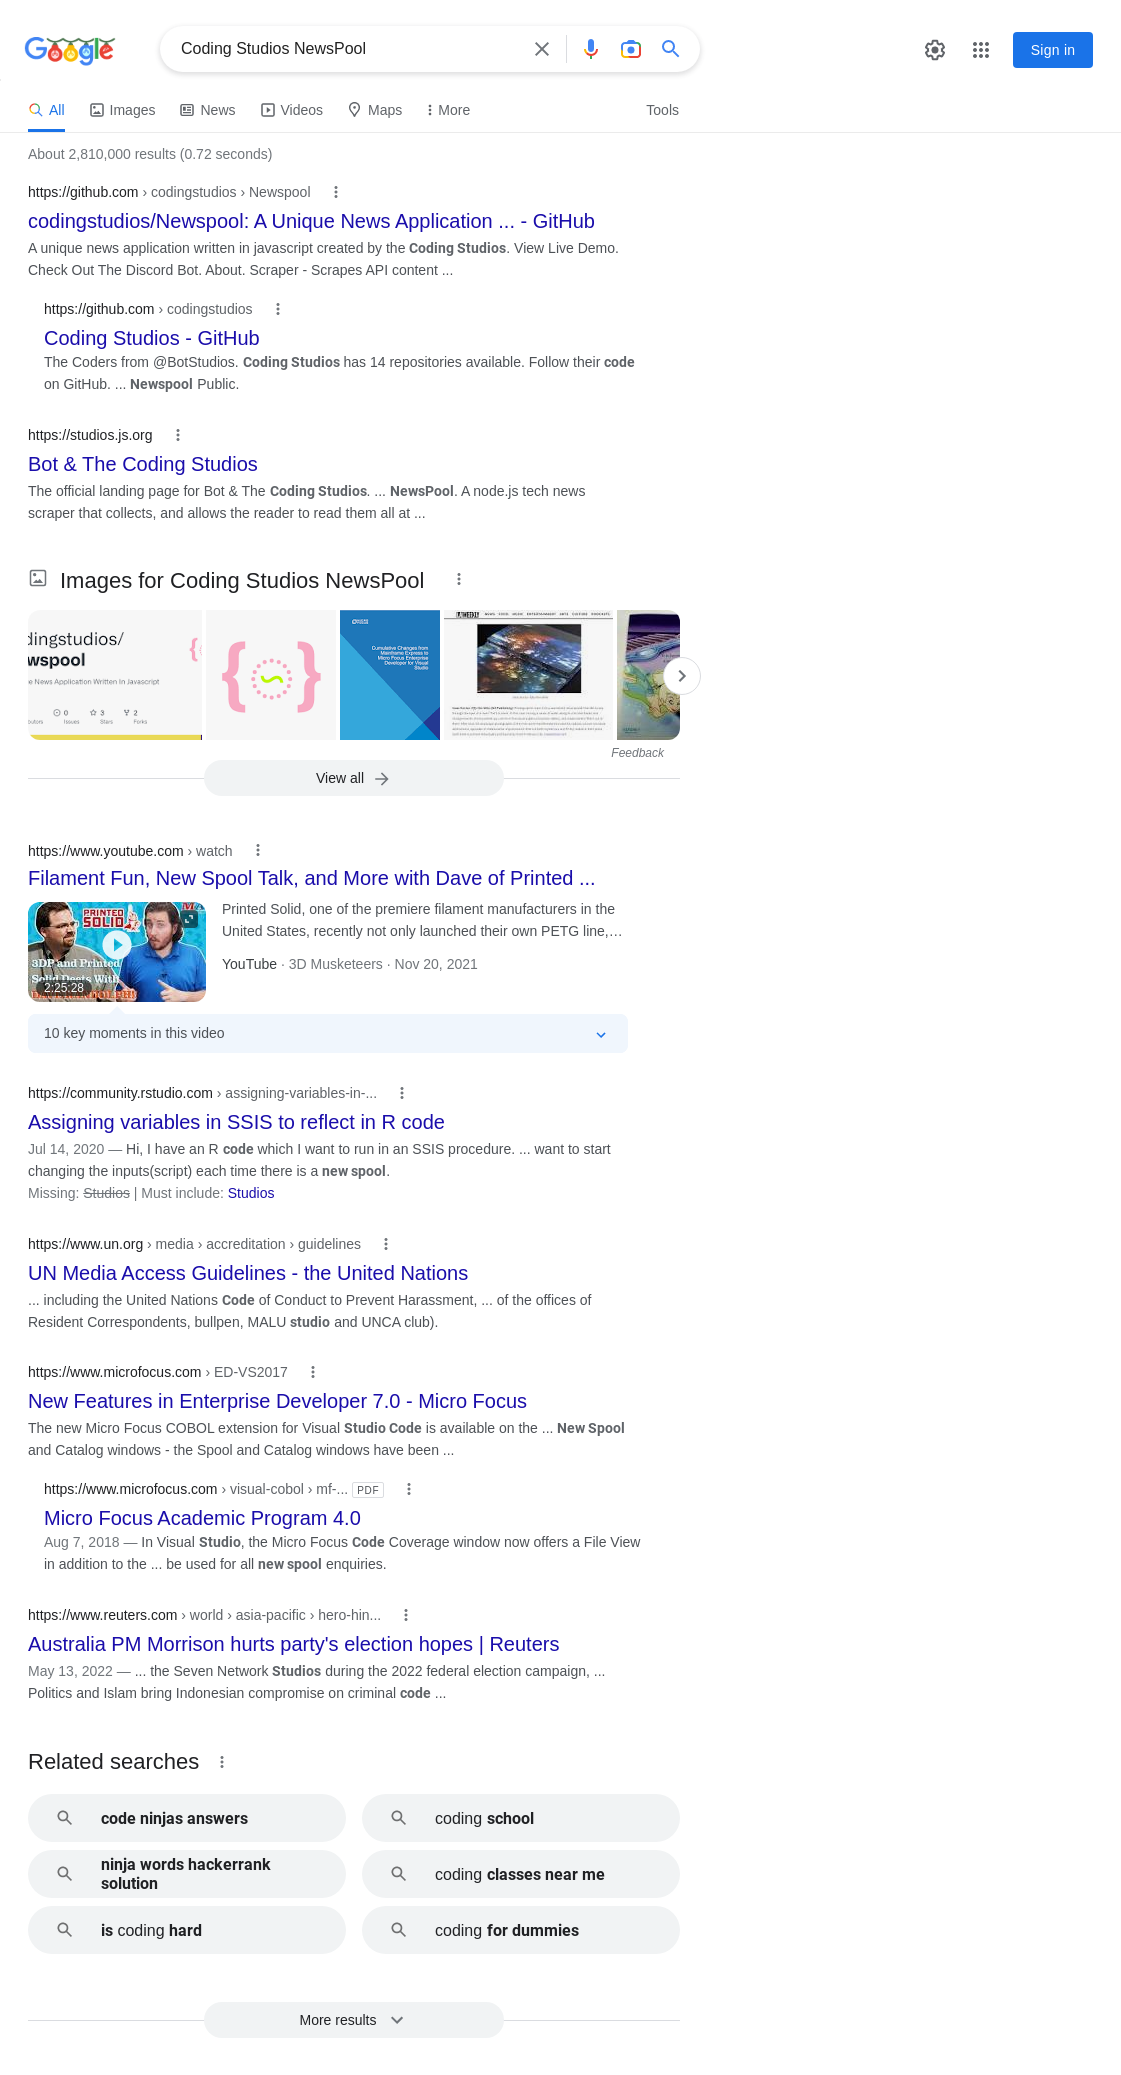 Google
Coding Studios NewsPool
Sign in
All
Images
News
Videos
Maps
More
Tools
About 2,810,000 results (0.72 seconds)
https://github.com › codingstudios › Newspool
codingstudios/Newspool: A Unique News Application ... - GitHub
A unique news application written in javascript created by the Coding Studios. View Live Demo.
Check Out The Discord Bot. About. Scraper - Scrapes API content ...
https://github.com › codingstudios
Coding Studios - GitHub
The Coders from @BotStudios. Coding Studios has 14 repositories available. Follow their code
on GitHub. ... Newspool Public.
https://studios.js.org
Bot & The Coding Studios
The official landing page for Bot & The Coding Studios. ... NewsPool. A node.js tech news
scraper that collects, and allows the reader to read them all at ...
Images for Coding Studios NewsPool
dingstudios/
wspool
e News Application Written In Javascript
0
3
2
Issues
Stars
Forks
Cumulative Changes from
Mainframe Express to
Micro Focus Enterprise
Developer for Visual
Studio
Feedback
View all
https://www.youtube.com › watch
Filament Fun, New Spool Talk, and More with Dave of Printed ...
PRINTED
SOLID
3DP and Printed
Solid Deets With
2:25:28
Printed Solid, one of the premiere filament manufacturers in the
United States, recently not only launched their own PETG line,…
YouTube · 3D Musketeers · Nov 20, 2021
10 key moments in this video
https://community.rstudio.com › assigning-variables-in-...
Assigning variables in SSIS to reflect in R code
Jul 14, 2020 — Hi, I have an R code which I want to run in an SSIS procedure. ... want to start
changing the inputs(script) each time there is a new spool.
Missing: Studios | Must include: Studios
https://www.un.org › media › accreditation › guidelines
UN Media Access Guidelines - the United Nations
... including the United Nations Code of Conduct to Prevent Harassment, ... of the offices of
Resident Correspondents, bullpen, MALU studio and UNCA club).
https://www.microfocus.com › ED-VS2017
New Features in Enterprise Developer 7.0 - Micro Focus
The new Micro Focus COBOL extension for Visual Studio Code is available on the ... New Spool
and Catalog windows - the Spool and Catalog windows have been ...
https://www.microfocus.com › visual-cobol › mf-... PDF
Micro Focus Academic Program 4.0
Aug 7, 2018 — In Visual Studio, the Micro Focus Code Coverage window now offers a File View
in addition to the ... be used for all new spool enquiries.
https://www.reuters.com › world › asia-pacific › hero-hin...
Australia PM Morrison hurts party's election hopes | Reuters
May 13, 2022 — ... the Seven Network Studios during the 2022 federal election campaign, ...
Politics and Islam bring Indonesian compromise on criminal code ...
Related searches
code ninjas answers
coding school
ninja words hackerrank
solution
coding classes near me
is coding hard
coding for dummies
More results